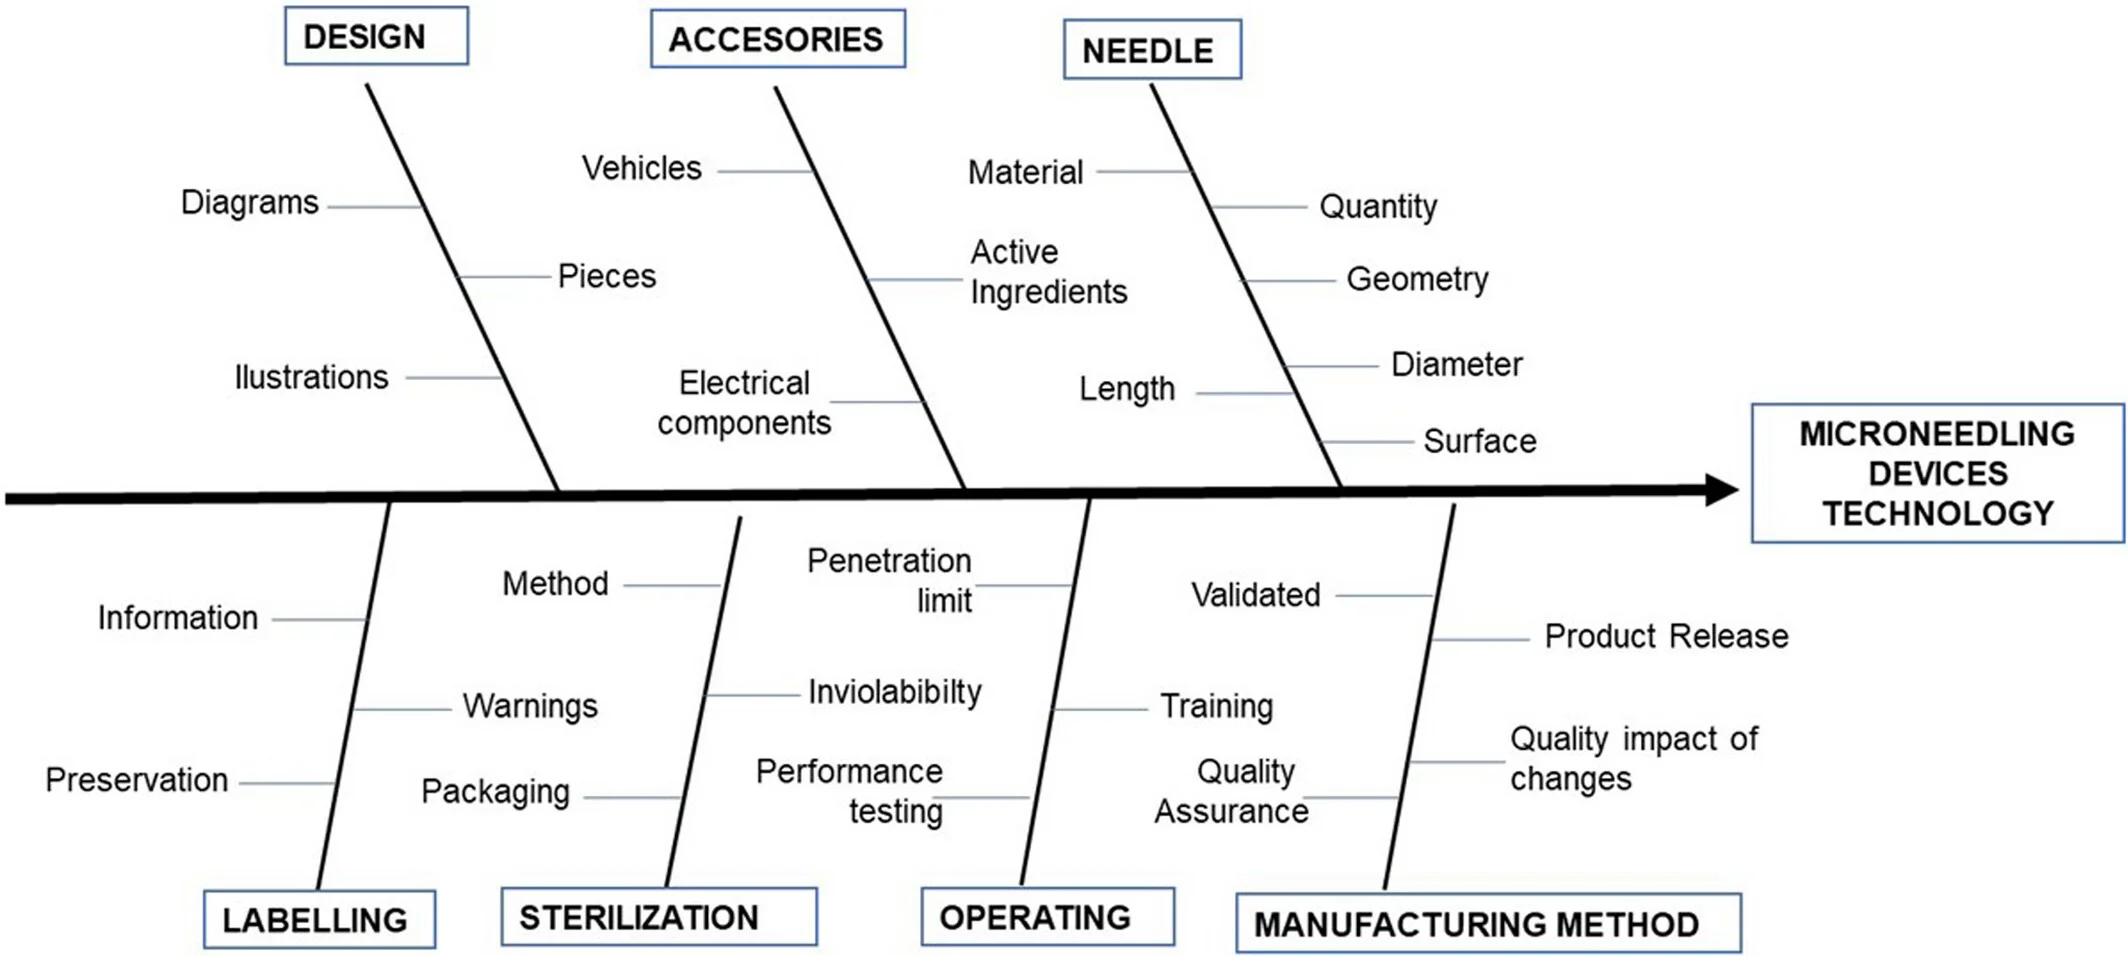 DESIGN
ACCESORIES
NEEDLE
Vehicles
Material
Diagrams
Quantity
Active
Ingredients
Pieces
Geometry
Ilustrations
Electrical
components
Diameter
Length
Surface
MICRONEEDLING
DEVICES
TECHNOLOGY
Penetration
limit
Method
Validated
Information
Product Release
Inviolabibilty
Warnings
Training
Quality impact of
changes
Preservation
Packaging
Performance
testing
Quality
Assurance
LABELLING
STERILIZATION
OPERATING
MANUFACTURING METHOD